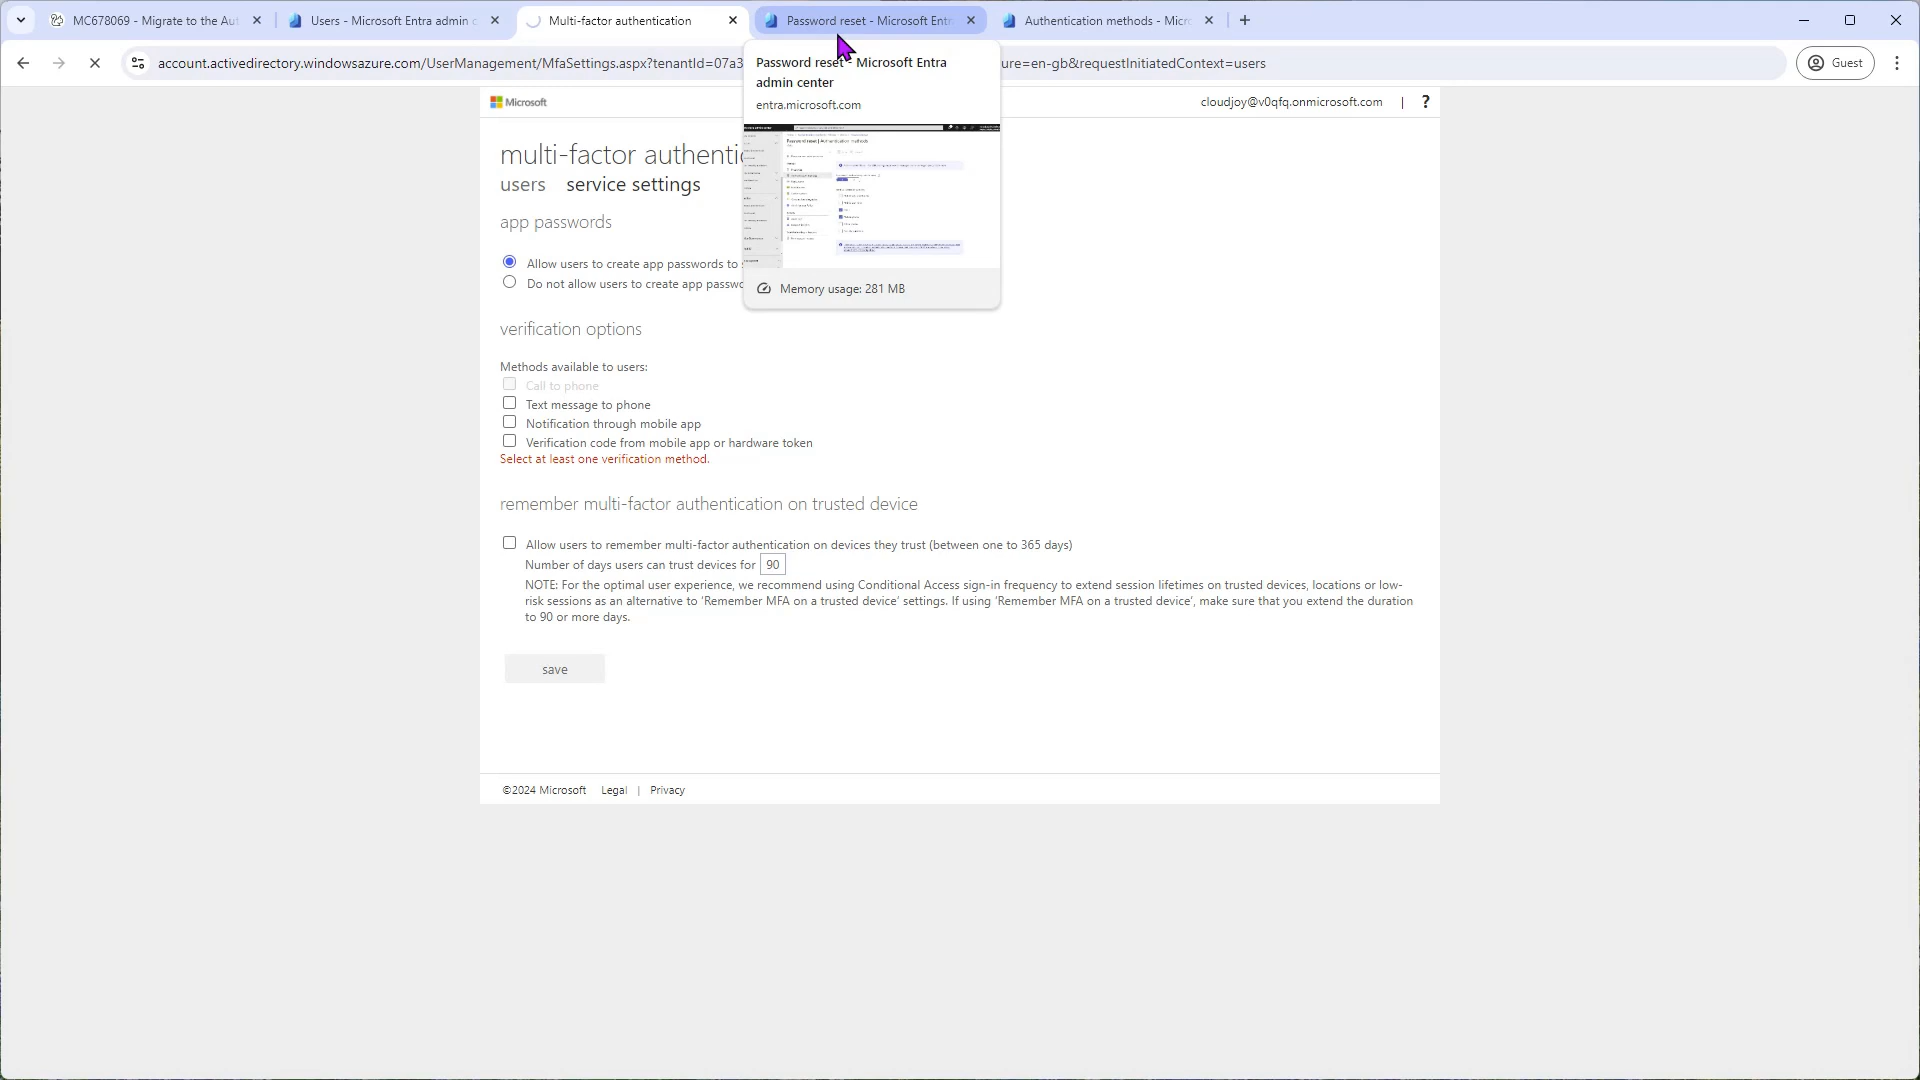 MC678069 - Migrate to the Aut
Users - Microsoft Entra admin c
Multi-factor authentication
Password reset - Microsoft Entr
Authentication methods - Micro
account.activedirectory.windowsazure.com/UserManagement/MfaSettings.aspx?tenantId=07a3
ure=en-gb&requestInitiatedContext=users
Guest
Password reset - Microsoft Entra
admin center
entra.microsoft.com
Memory usage: 281 MB
Microsoft
cloudjoy@v0qfq.onmicrosoft.com | ?
multi-factor authentic
users service settings
app passwords
Allow users to create app passwords to
Do not allow users to create app passwo
verification options
Methods available to users:
Call to phone
Text message to phone
Notification through mobile app
Verification code from mobile app or hardware token
Select at least one verification method.
remember multi-factor authentication on trusted device
Allow users to remember multi-factor authentication on devices they trust (between one to 365 days)
Number of days users can trust devices for 90
NOTE: For the optimal user experience, we recommend using Conditional Access sign-in frequency to extend session lifetimes on trusted devices, locations or low-
risk sessions as an alternative to 'Remember MFA on a trusted device' settings. If using 'Remember MFA on a trusted device', make sure that you extend the duration
to 90 or more days.
save
©2024 Microsoft Legal | Privacy